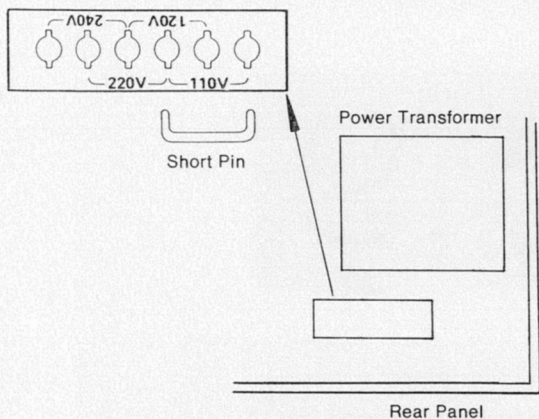 240V 120V
220V 110V
Short Pin
Power Transformer
Rear Panel